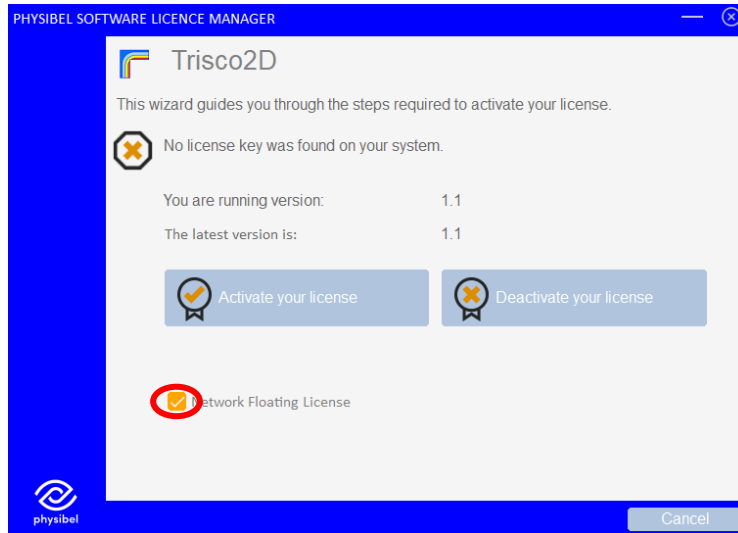 PHYSIBEL SOFTWARE LICENCE MANAGER
Trisco2D
This wizard guides you through the steps required to activate your license.
No license key was found on your system.
You are running version: 1.1
The latest version is: 1.1
Activate your license
Deactivate your license
Network Floating License
physibel
Cancel